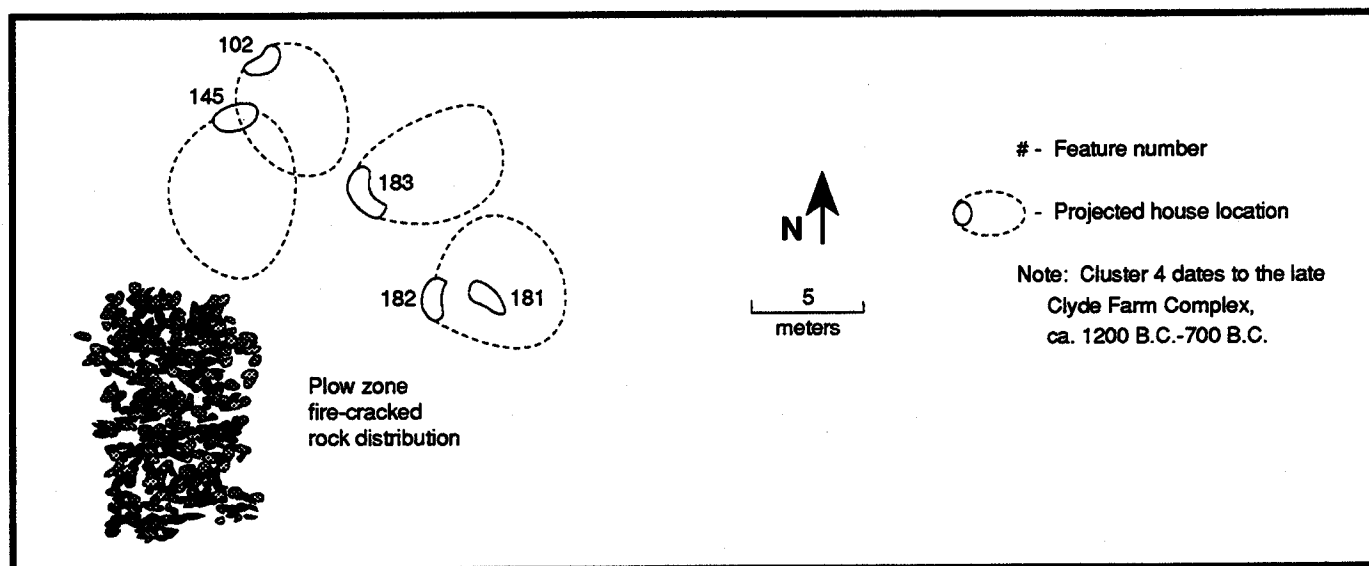 102
145
183
182
181
Plow zone
fire-cracked
rock distribution
N
5
meters
# - Feature number
- Projected house location
Note: Cluster 4 dates to the late
Clyde Farm Complex,
ca. 1200 B.C.-700 B.C.